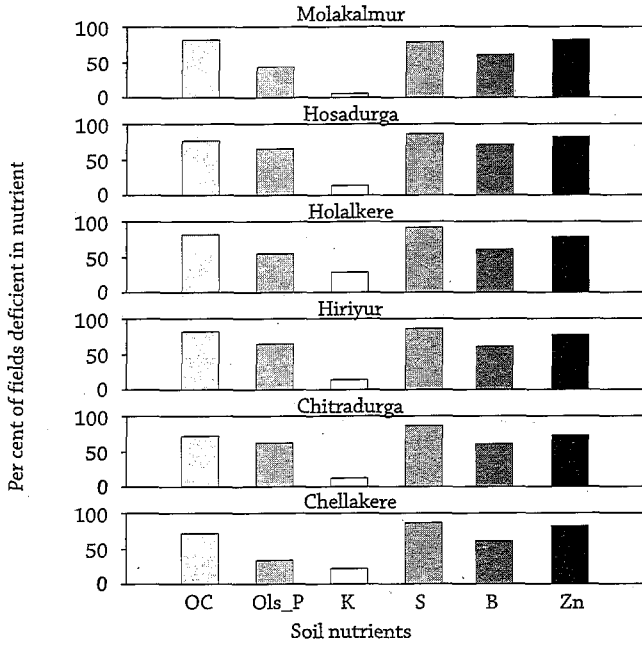 Molakalmur
100
50
0
Hosadurga
100
50
0
Holalkere
100
50
0
Hiriyur
100
50
0
Chitradurga
100
50
0
Chellakere
100
50
0
OC Ols_P K S B Zn
Soil nutrients
Per cent of fields deficient in nutrient